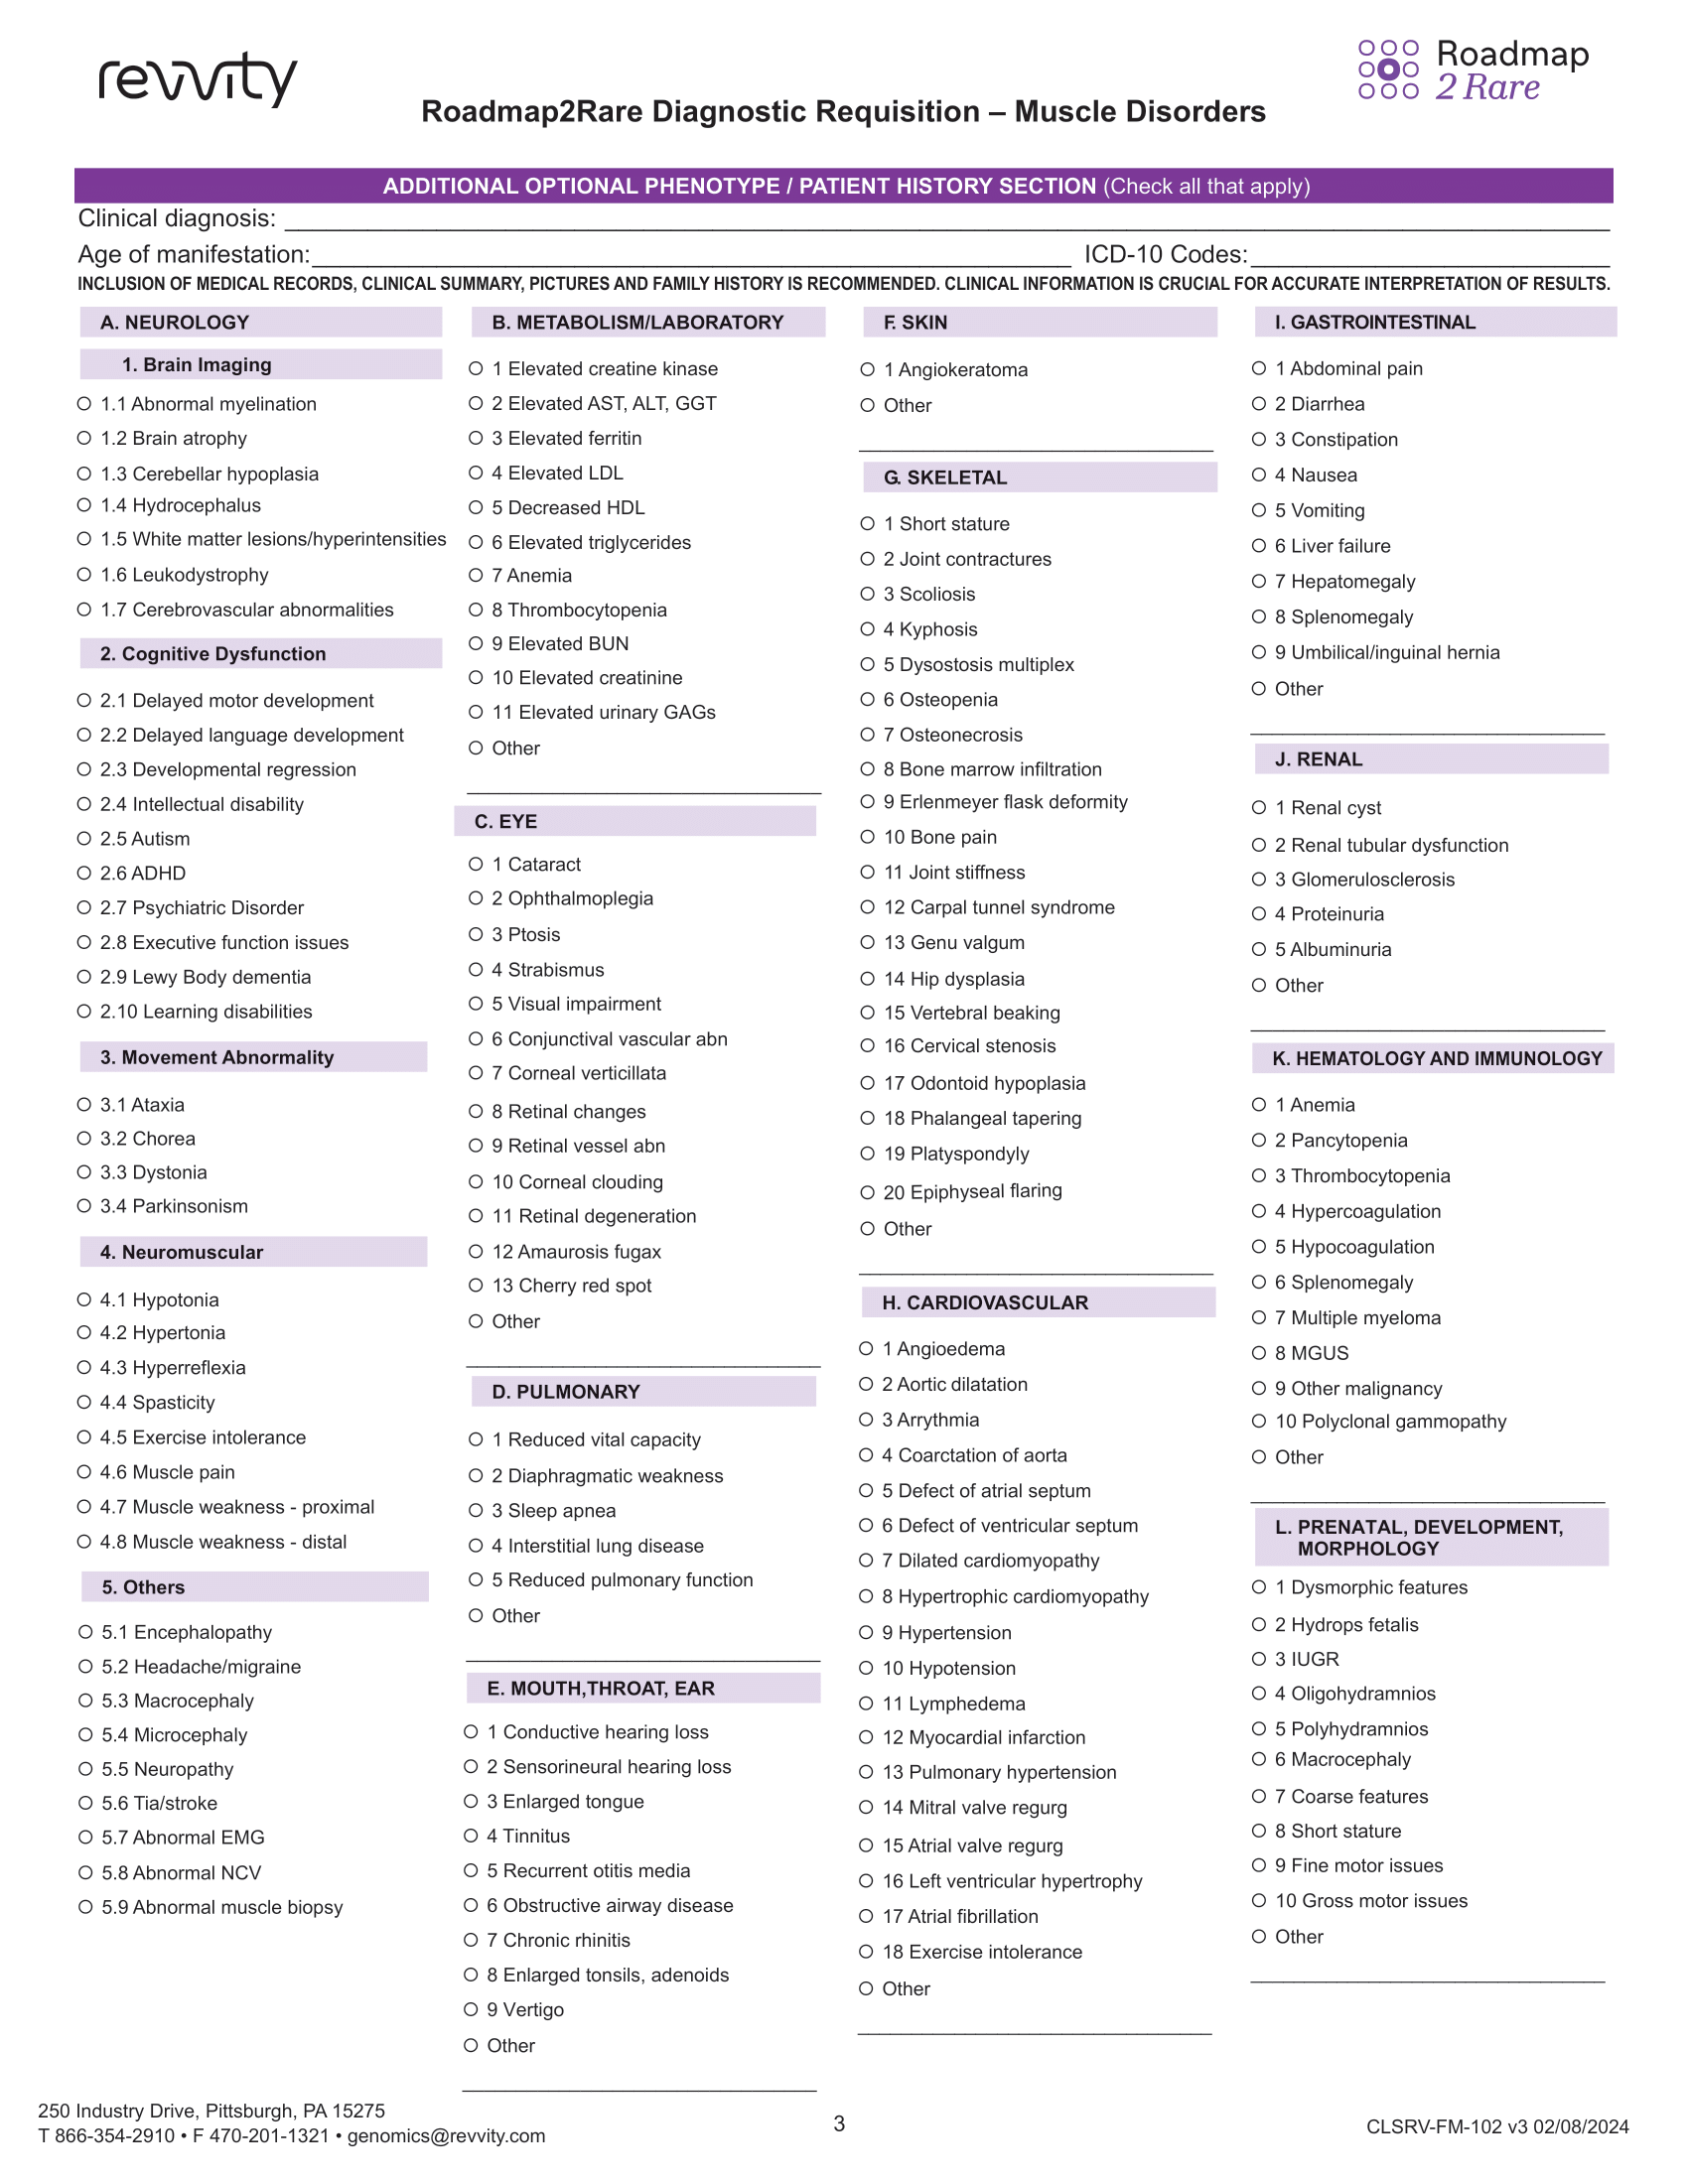 revvity
Roadmap
2 Rare
Roadmap2Rare Diagnostic Requisition – Muscle Disorders
ADDITIONAL OPTIONAL PHENOTYPE / PATIENT HISTORY SECTION (Check all that apply)
Clinical diagnosis:
Age of manifestation: ICD-10 Codes:
INCLUSION OF MEDICAL RECORDS, CLINICAL SUMMARY, PICTURES AND FAMILY HISTORY IS RECOMMENDED. CLINICAL INFORMATION IS CRUCIAL FOR ACCURATE INTERPRETATION OF RESULTS.
A. NEUROLOGY
1. Brain Imaging
1.1 Abnormal myelination
1.2 Brain atrophy
1.3 Cerebellar hypoplasia
1.4 Hydrocephalus
1.5 White matter lesions/hyperintensities
1.6 Leukodystrophy
1.7 Cerebrovascular abnormalities
2. Cognitive Dysfunction
2.1 Delayed motor development
2.2 Delayed language development
2.3 Developmental regression
2.4 Intellectual disability
2.5 Autism
2.6 ADHD
2.7 Psychiatric Disorder
2.8 Executive function issues
2.9 Lewy Body dementia
2.10 Learning disabilities
3. Movement Abnormality
3.1 Ataxia
3.2 Chorea
3.3 Dystonia
3.4 Parkinsonism
4. Neuromuscular
4.1 Hypotonia
4.2 Hypertonia
4.3 Hyperreflexia
4.4 Spasticity
4.5 Exercise intolerance
4.6 Muscle pain
4.7 Muscle weakness - proximal
4.8 Muscle weakness - distal
5. Others
5.1 Encephalopathy
5.2 Headache/migraine
5.3 Macrocephaly
5.4 Microcephaly
5.5 Neuropathy
5.6 Tia/stroke
5.7 Abnormal EMG
5.8 Abnormal NCV
5.9 Abnormal muscle biopsy
B. METABOLISM/LABORATORY
1 Elevated creatine kinase
2 Elevated AST, ALT, GGT
3 Elevated ferritin
4 Elevated LDL
5 Decreased HDL
6 Elevated triglycerides
7 Anemia
8 Thrombocytopenia
9 Elevated BUN
10 Elevated creatinine
11 Elevated urinary GAGs
Other
C. EYE
1 Cataract
2 Ophthalmoplegia
3 Ptosis
4 Strabismus
5 Visual impairment
6 Conjunctival vascular abn
7 Corneal verticillata
8 Retinal changes
9 Retinal vessel abn
10 Corneal clouding
11 Retinal degeneration
12 Amaurosis fugax
13 Cherry red spot
Other
D. PULMONARY
1 Reduced vital capacity
2 Diaphragmatic weakness
3 Sleep apnea
4 Interstitial lung disease
5 Reduced pulmonary function
Other
E. MOUTH,THROAT, EAR
1 Conductive hearing loss
2 Sensorineural hearing loss
3 Enlarged tongue
4 Tinnitus
5 Recurrent otitis media
6 Obstructive airway disease
7 Chronic rhinitis
8 Enlarged tonsils, adenoids
9 Vertigo
Other
F. SKIN
1 Angiokeratoma
Other
G. SKELETAL
1 Short stature
2 Joint contractures
3 Scoliosis
4 Kyphosis
5 Dysostosis multiplex
6 Osteopenia
7 Osteonecrosis
8 Bone marrow infiltration
9 Erlenmeyer flask deformity
10 Bone pain
11 Joint stiffness
12 Carpal tunnel syndrome
13 Genu valgum
14 Hip dysplasia
15 Vertebral beaking
16 Cervical stenosis
17 Odontoid hypoplasia
18 Phalangeal tapering
19 Platyspondyly
20 Epiphyseal flaring
Other
H. CARDIOVASCULAR
1 Angioedema
2 Aortic dilatation
3 Arrythmia
4 Coarctation of aorta
5 Defect of atrial septum
6 Defect of ventricular septum
7 Dilated cardiomyopathy
8 Hypertrophic cardiomyopathy
9 Hypertension
10 Hypotension
11 Lymphedema
12 Myocardial infarction
13 Pulmonary hypertension
14 Mitral valve regurg
15 Atrial valve regurg
16 Left ventricular hypertrophy
17 Atrial fibrillation
18 Exercise intolerance
Other
I. GASTROINTESTINAL
1 Abdominal pain
2 Diarrhea
3 Constipation
4 Nausea
5 Vomiting
6 Liver failure
7 Hepatomegaly
8 Splenomegaly
9 Umbilical/inguinal hernia
Other
J. RENAL
1 Renal cyst
2 Renal tubular dysfunction
3 Glomerulosclerosis
4 Proteinuria
5 Albuminuria
Other
K. HEMATOLOGY AND IMMUNOLOGY
1 Anemia
2 Pancytopenia
3 Thrombocytopenia
4 Hypercoagulation
5 Hypocoagulation
6 Splenomegaly
7 Multiple myeloma
8 MGUS
9 Other malignancy
10 Polyclonal gammopathy
Other
L. PRENATAL, DEVELOPMENT,
MORPHOLOGY
1 Dysmorphic features
2 Hydrops fetalis
3 IUGR
4 Oligohydramnios
5 Polyhydramnios
6 Macrocephaly
7 Coarse features
8 Short stature
9 Fine motor issues
10 Gross motor issues
Other
250 Industry Drive, Pittsburgh, PA 15275
T 866-354-2910 • F 470-201-1321 • genomics@revvity.com
3
CLSRV-FM-102 v3 02/08/2024